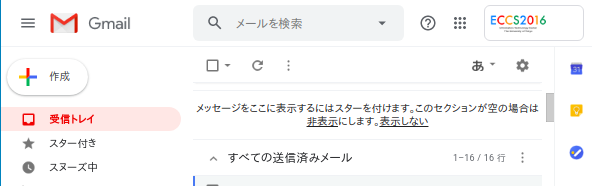 Gmail
メールを検索
ECCS2016
作成
あ
受信トレイ
スター付き
スヌーズ中
メッセージをここに表示するにはスターを付けます。このセクションが空の場合は
非表示にします。表示しない
すべての送信済みメール
1–16 / 16 行
31